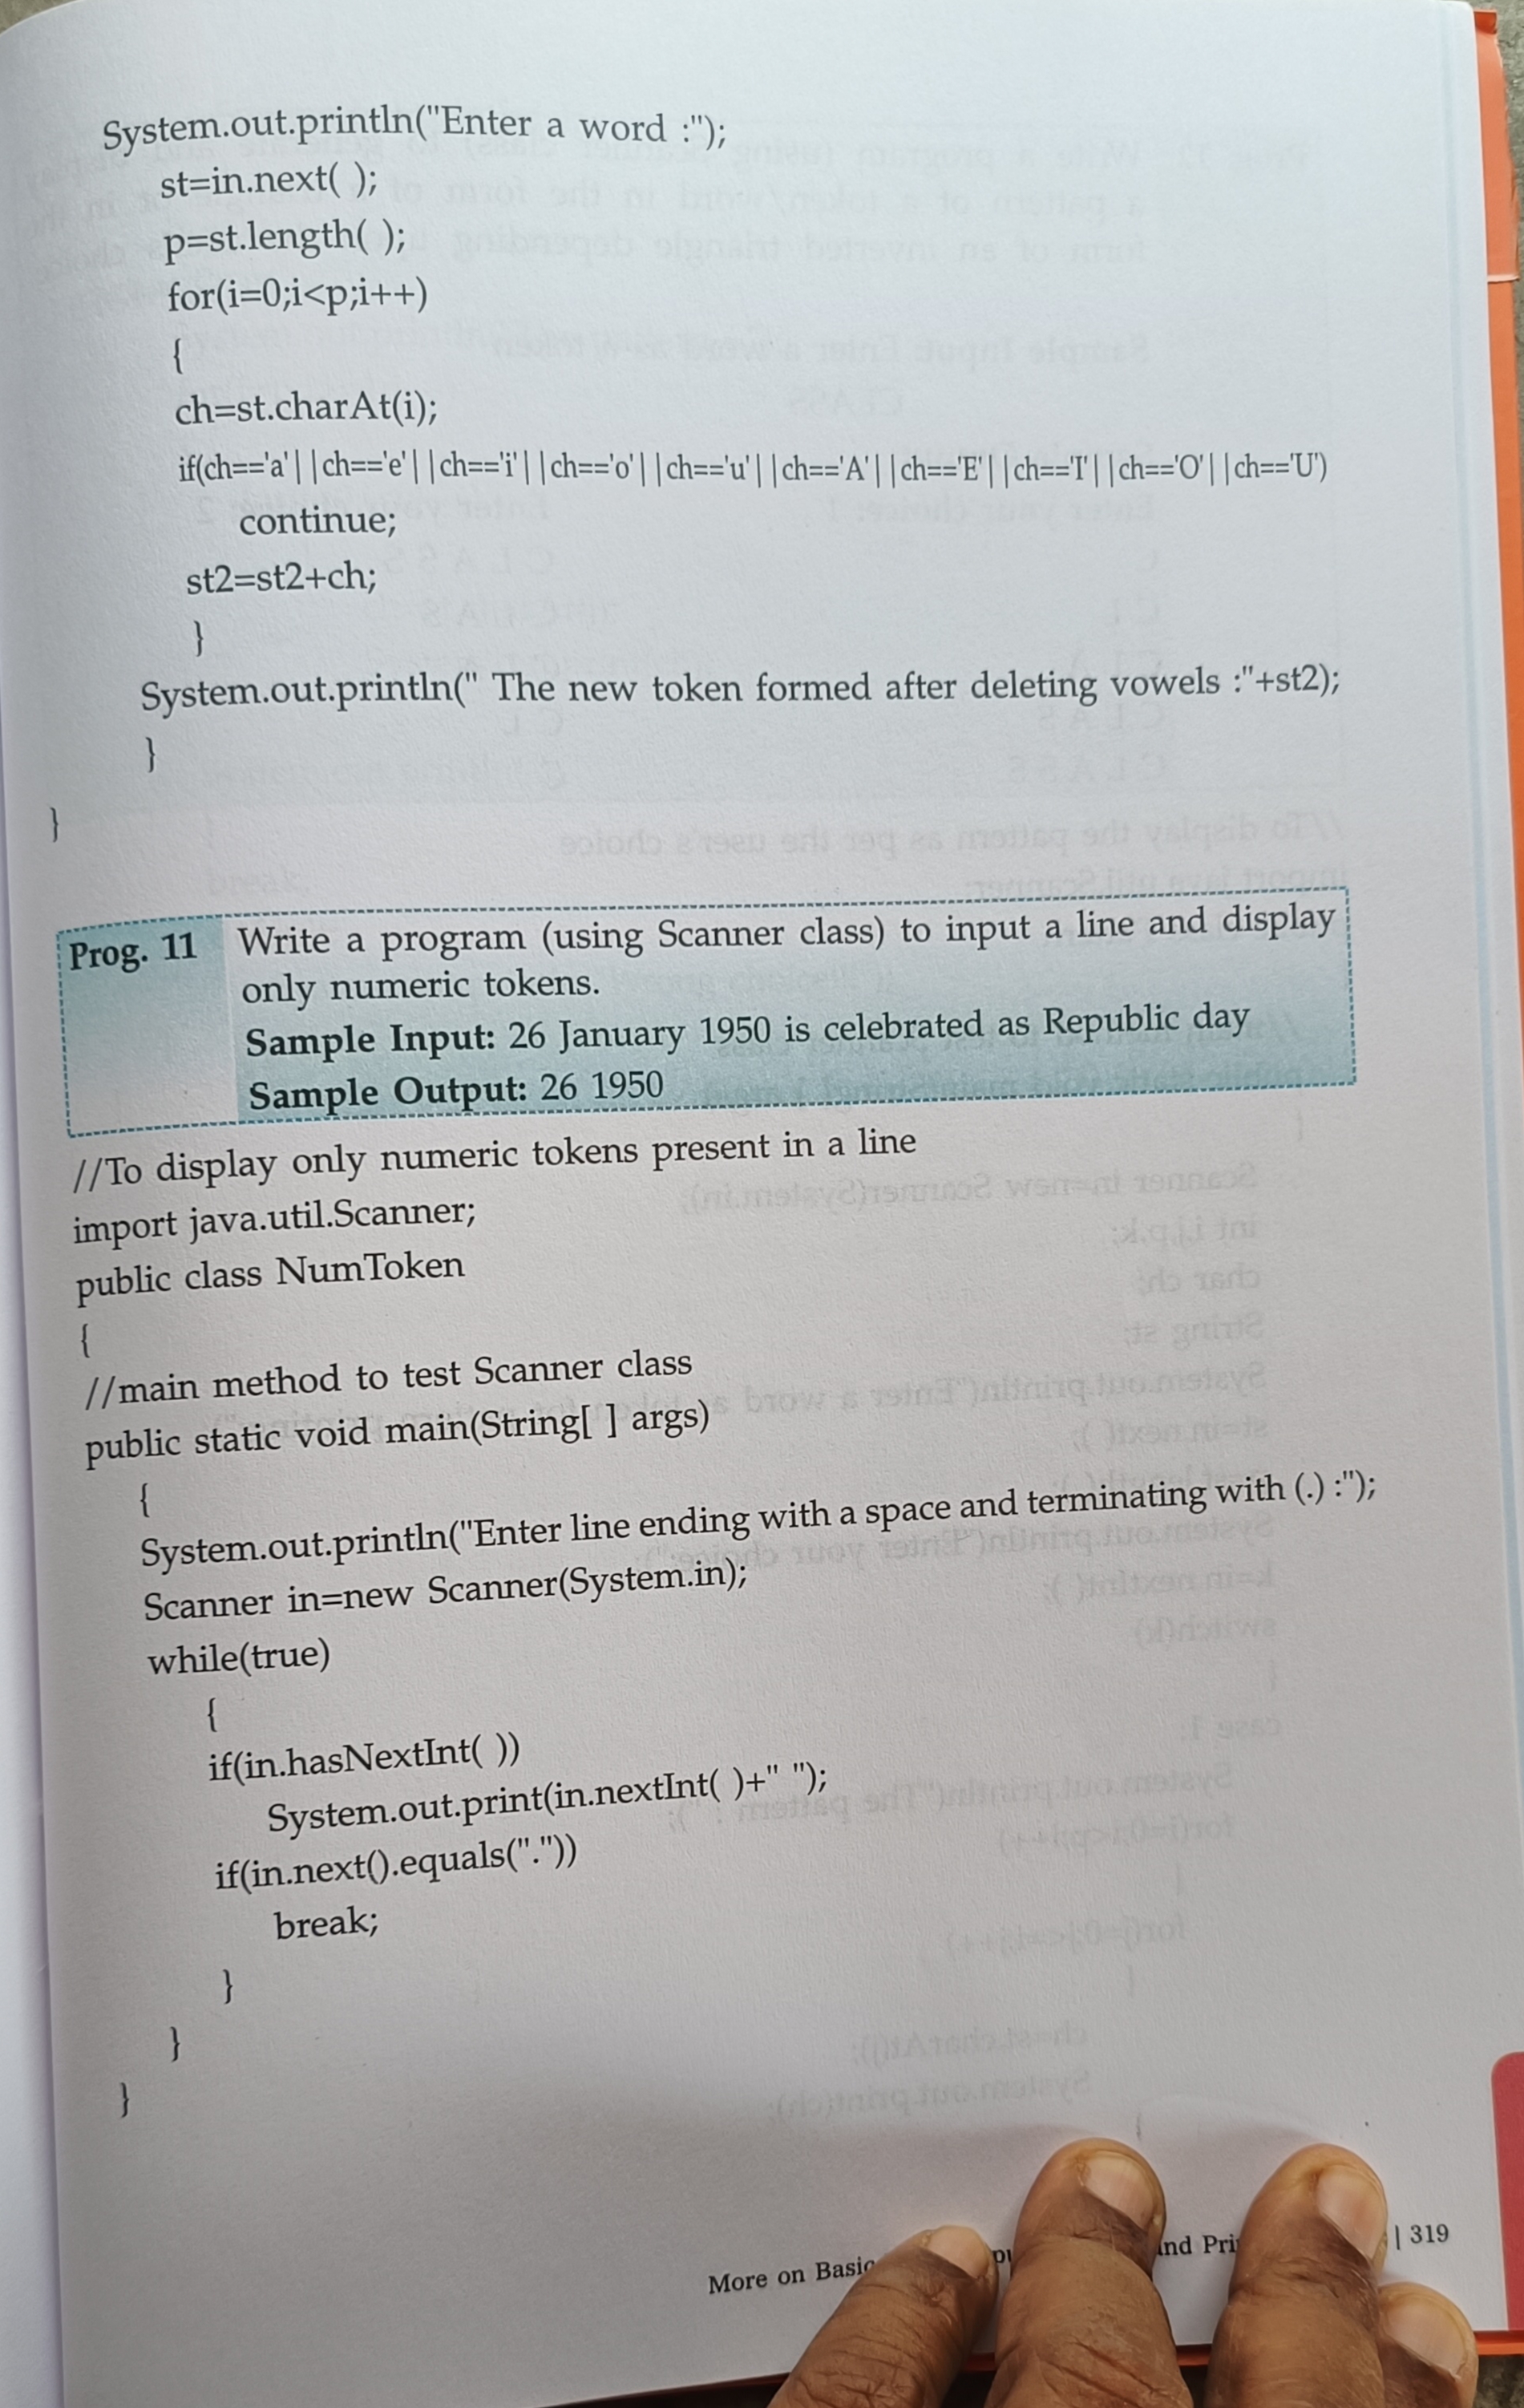 System.out.println("Enter a word :");
st=in.next( );
p=st.length( );
for(i=0;i<p;i++)
{
ch=st.charAt(i);
if(ch=='a'||ch=='e'||ch=='i'||ch=='o'||ch=='u'||ch=='A'||ch=='E'||ch=='I'||ch=='O'||ch=='U')
continue;
st2=st2+ch;
}
System.out.println(" The new token formed after deleting vowels :"+st2);
}
}
Prog. 11 Write a program (using Scanner class) to input a line and display
only numeric tokens.
Sample Input: 26 January 1950 is celebrated as Republic day
Sample Output: 26 1950
//To display only numeric tokens present in a line
import java.util.Scanner;
public class NumToken
{
//main method to test Scanner class
public static void main(String[ ] args)
{
System.out.println("Enter line ending with a space and terminating with (.) :");
Scanner in=new Scanner(System.in);
while(true)
{
if(in.hasNextInt( ))
System.out.print(in.nextInt( )+" ");
if(in.next().equals("."))
break;
}
}
}
More on Basic | 319